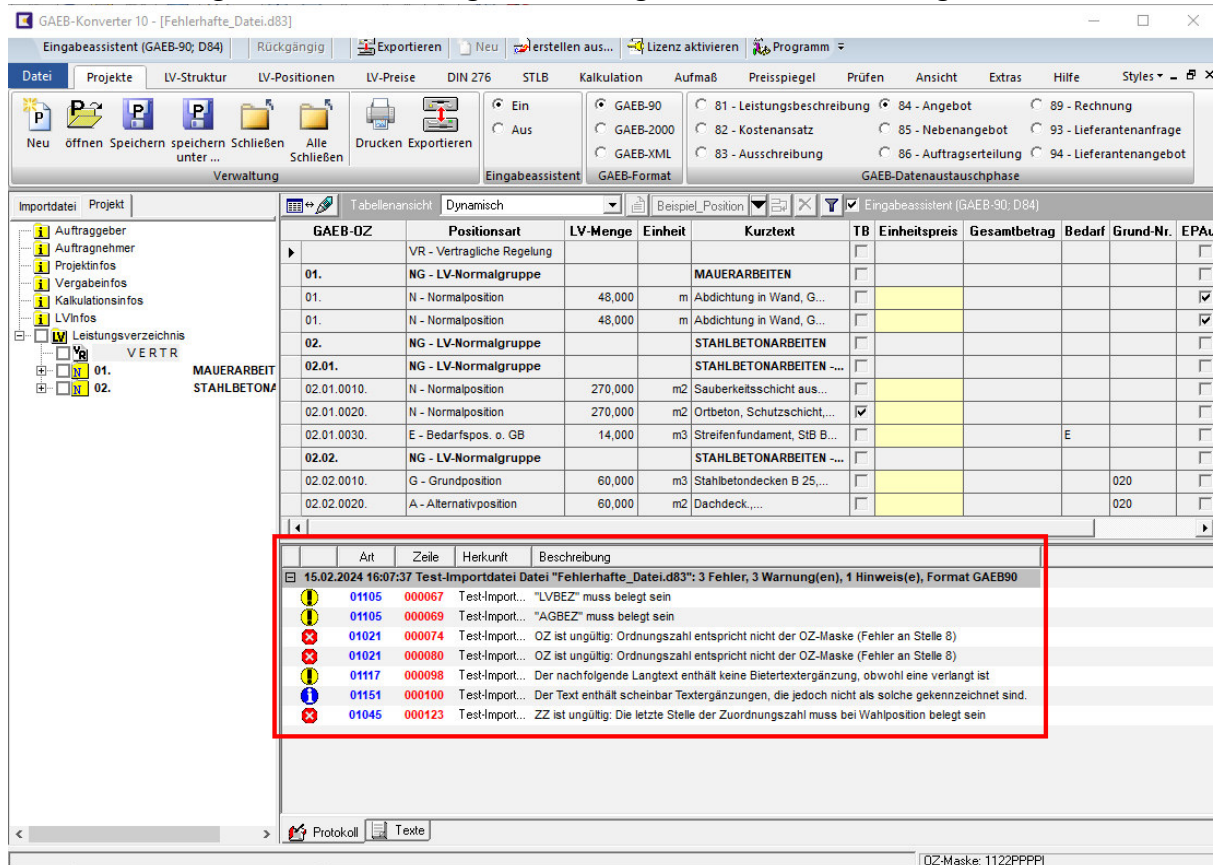 GAEB-Konverter 10 - [Fehlerhafte_Datei.d83]
Eingabeassistent (GAEB-90; D84) Rückgängig Exportieren Neu erstellen aus... Lizenz aktivieren Programm
Datei Projekte LV-Struktur LV-Positionen LV-Preise DIN 276 STLB Kalkulation Aufmaß Preisspiegel Prüfen Ansicht Extras Hilfe Styles
Ein GAEB-90 81 - Leistungsbeschreibung 84 - Angebot 89 - Rechnung
Aus GAEB-2000 82 - Kostenansatz 85 - Nebenangebot 93 - Lieferantenanfrage
Neu öffnen Speichern speichern unter ... Schließen Alle Schließen Drucken Exportieren
GAEB-XML 83 - Ausschreibung 86 - Auftragserteilung 94 - Lieferantenangebot
Verwaltung Eingabeassistent GAEB-Format GAEB-Datenaustauschphase
Importdatei Projekt
Auftraggeber
Auftragnehmer
Projektinfos
Vergabeinfos
Kalkulationsinfos
LVInfos
LV Leistungsverzeichnis
VR VERTR
N 01. MAUERARBEIT
N 02. STAHLBETONA
Tabellenansicht Dynamisch Beispiel_Position Eingabeassistent (GAEB-90; D84)
GAEB-OZ Positionsart LV-Menge Einheit Kurztext TB Einheitspreis Gesamtbetrag Bedarf Grund-Nr. EPAu
VR - Vertragliche Regelung
01. NG - LV-Normalgruppe MAUERARBEITEN
01. N - Normalposition 48,000 m Abdichtung in Wand, G...
01. N - Normalposition 48,000 m Abdichtung in Wand, G...
02. NG - LV-Normalgruppe STAHLBETONARBEITEN
02.01. NG - LV-Normalgruppe STAHLBETONARBEITEN -...
02.01.0010. N - Normalposition 270,000 m2 Sauberkeitsschicht aus...
02.01.0020. N - Normalposition 270,000 m2 Ortbeton, Schutzschicht,...
02.01.0030. E - Bedarfspos. o. GB 14,000 m3 Streifenfundament, StB B... E
02.02. NG - LV-Normalgruppe STAHLBETONARBEITEN -...
02.02.0010. G - Grundposition 60,000 m3 Stahlbetondecken B 25,... 020
02.02.0020. A - Alternativposition 60,000 m2 Dachdeck.,... 020
Art Zeile Herkunft Beschreibung
15.02.2024 16:07:37 Test-Importdatei Datei "Fehlerhafte_Datei.d83": 3 Fehler, 3 Warnung(en), 1 Hinweis(e), Format GAEB90
01105 000067 Test-Import... "LVBEZ" muss belegt sein
01105 000069 Test-Import... "AGBEZ" muss belegt sein
01021 000074 Test-Import... OZ ist ungültig: Ordnungszahl entspricht nicht der OZ-Maske (Fehler an Stelle 8)
01021 000080 Test-Import... OZ ist ungültig: Ordnungszahl entspricht nicht der OZ-Maske (Fehler an Stelle 8)
01117 000098 Test-Import... Der nachfolgende Langtext enthält keine Bietertextergänzung, obwohl eine verlangt ist
01151 000100 Test-Import... Der Text enthält scheinbar Textergänzungen, die jedoch nicht als solche gekennzeichnet sind.
01045 000123 Test-Import... ZZ ist ungültig: Die letzte Stelle der Zuordnungszahl muss bei Wahlposition belegt sein
Protokoll Texte
OZ-Maske: 1122PPPPI